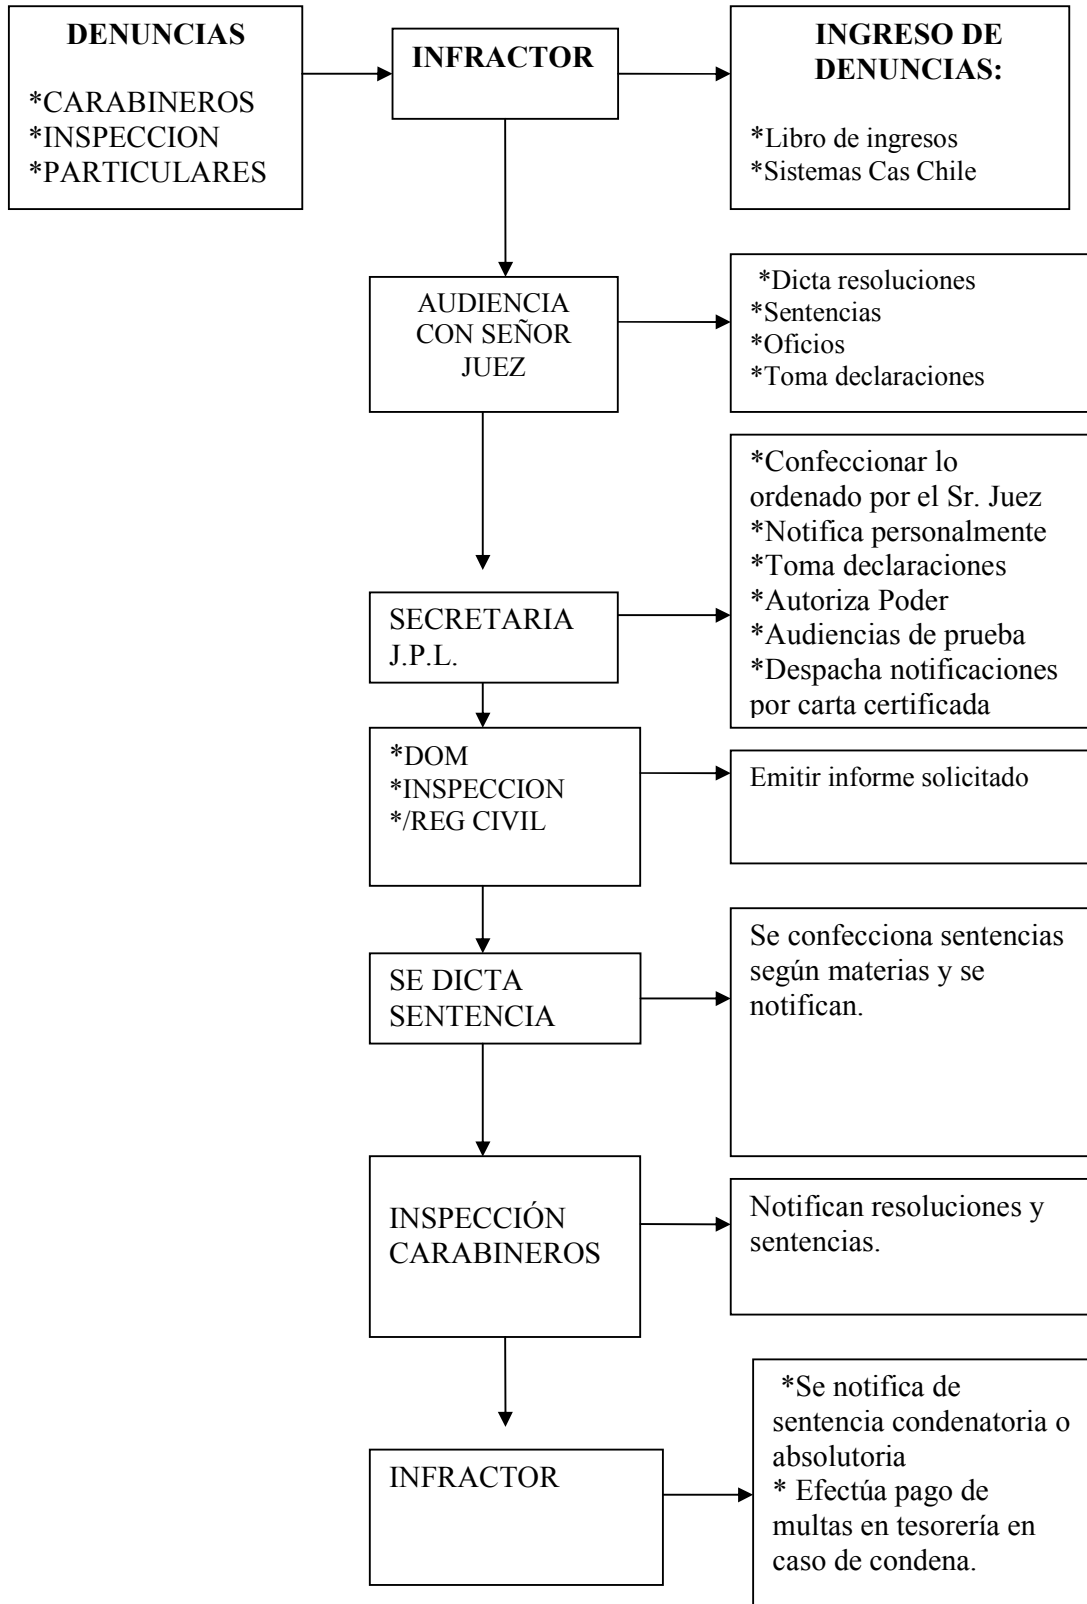 DENUNCIAS
*CARABINEROS
*INSPECCION
*PARTICULARES
INFRACTOR
INGRESO DE
DENUNCIAS:
*Libro de ingresos
*Sistemas Cas Chile
AUDIENCIA
CON SEÑOR
JUEZ
*Dicta resoluciones
*Sentencias
*Oficios
*Toma declaraciones
SECRETARIA
J.P.L.
*Confeccionar lo
ordenado por el Sr. Juez
*Notifica personalmente
*Toma declaraciones
*Autoriza Poder
*Audiencias de prueba
*Despacha notificaciones
por carta certificada
*DOM
*INSPECCION
*/REG CIVIL
Emitir informe solicitado
SE DICTA
SENTENCIA
Se confecciona sentencias
según materias y se
notifican.
INSPECCIÓN
CARABINEROS
Notifican resoluciones y
sentencias.
INFRACTOR
*Se notifica de
sentencia condenatoria o
absolutoria
* Efectúa pago de
multas en tesorería en
caso de condena.